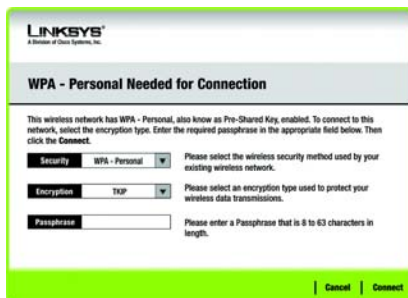 LINKSYS®
A Division of Cisco Systems, Inc.
WPA - Personal Needed for Connection
This wireless network has WPA - Personal, also know as Pre-Shared Key, enabled. To connect to this
network, select the encryption type. Enter the required passphrase in the appropriate field below. Then
click the Connect.
Security WPA - Personal Please select the wireless security method used by your
existing wireless network.
Encryption TKIP Please select an encryption type used to protect your
wireless data transmissions.
Passphrase Please enter a Passphrase that is 8 to 63 characters in
length.
Cancel Connect